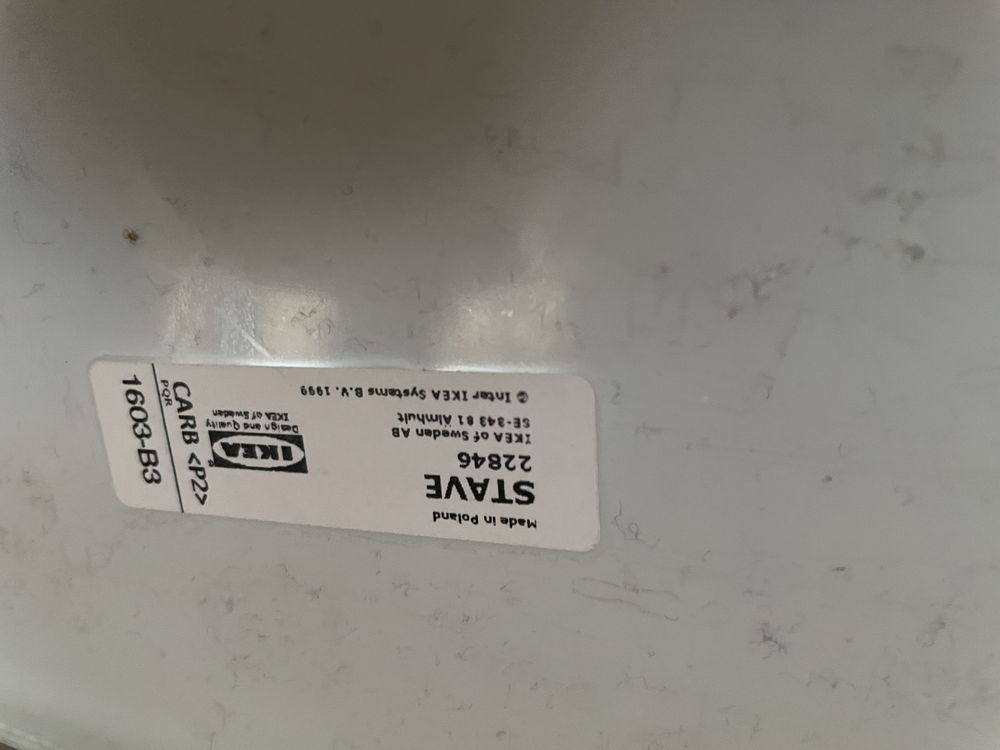 Made in Poland
STAVE
22846
IKEA of Sweden AB
SE-343 81 Älmhult
© Inter IKEA Systems B.V. 1999
IKEA
®
Design and Quality
IKEA of Sweden
CARB <P2>
PQR
1603-B3